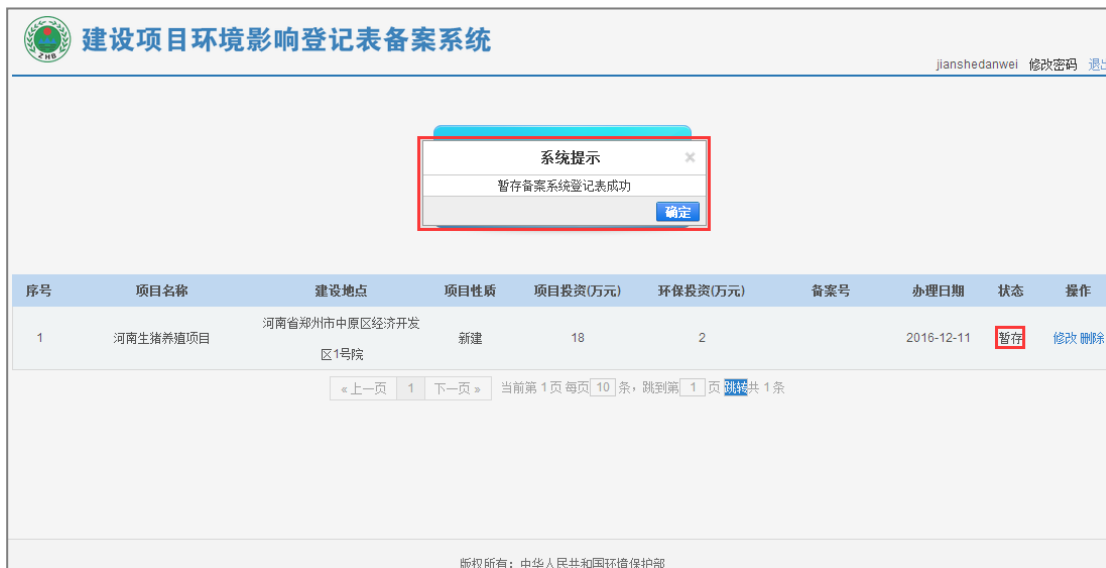 ZHB
建设项目环境影响登记表备案系统
jianshedanwei 修改密码 退出
系统提示 ×
暂存备案系统登记表成功
确定
序号 项目名称 建设地点 项目性质 项目投资(万元) 环保投资(万元) 备案号 办理日期 状态 操作
1 河南生猪养殖项目 河南省郑州市中原区经济开发 新建 18 2 2016-12-11 暂存 修改 删除
区1号院
« 上一页 1 下一页 » 当前第 1 页 每页 10 条，跳到第 1 页 跳转共 1 条
版权所有：中华人民共和国环境保护部